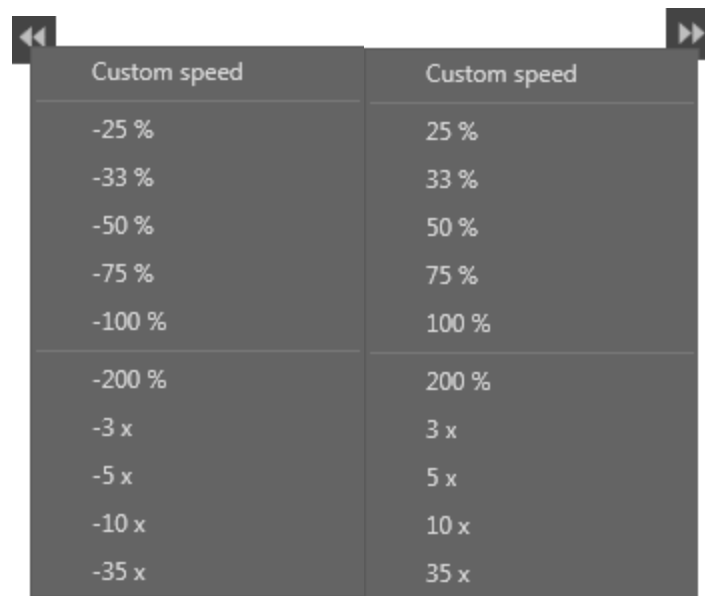 Custom speed
-25 %
-33 %
-50 %
-75 %
-100 %
-200 %
-3 x
-5 x
-10 x
-35 x
Custom speed
25 %
33 %
50 %
75 %
100 %
200 %
3 x
5 x
10 x
35 x